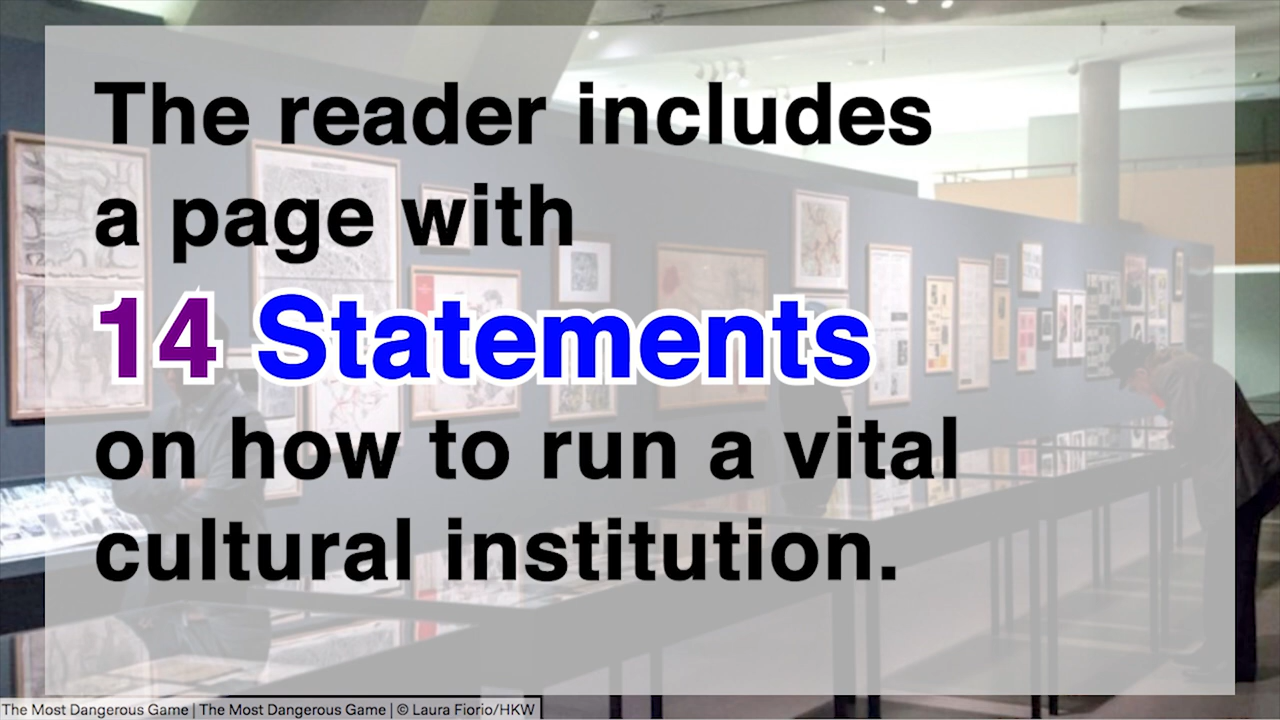 The reader includes
a page with
14 Statements
on how to run a vital
cultural institution.
The Most Dangerous Game | The Most Dangerous Game | © Laura Fiorio/HKW